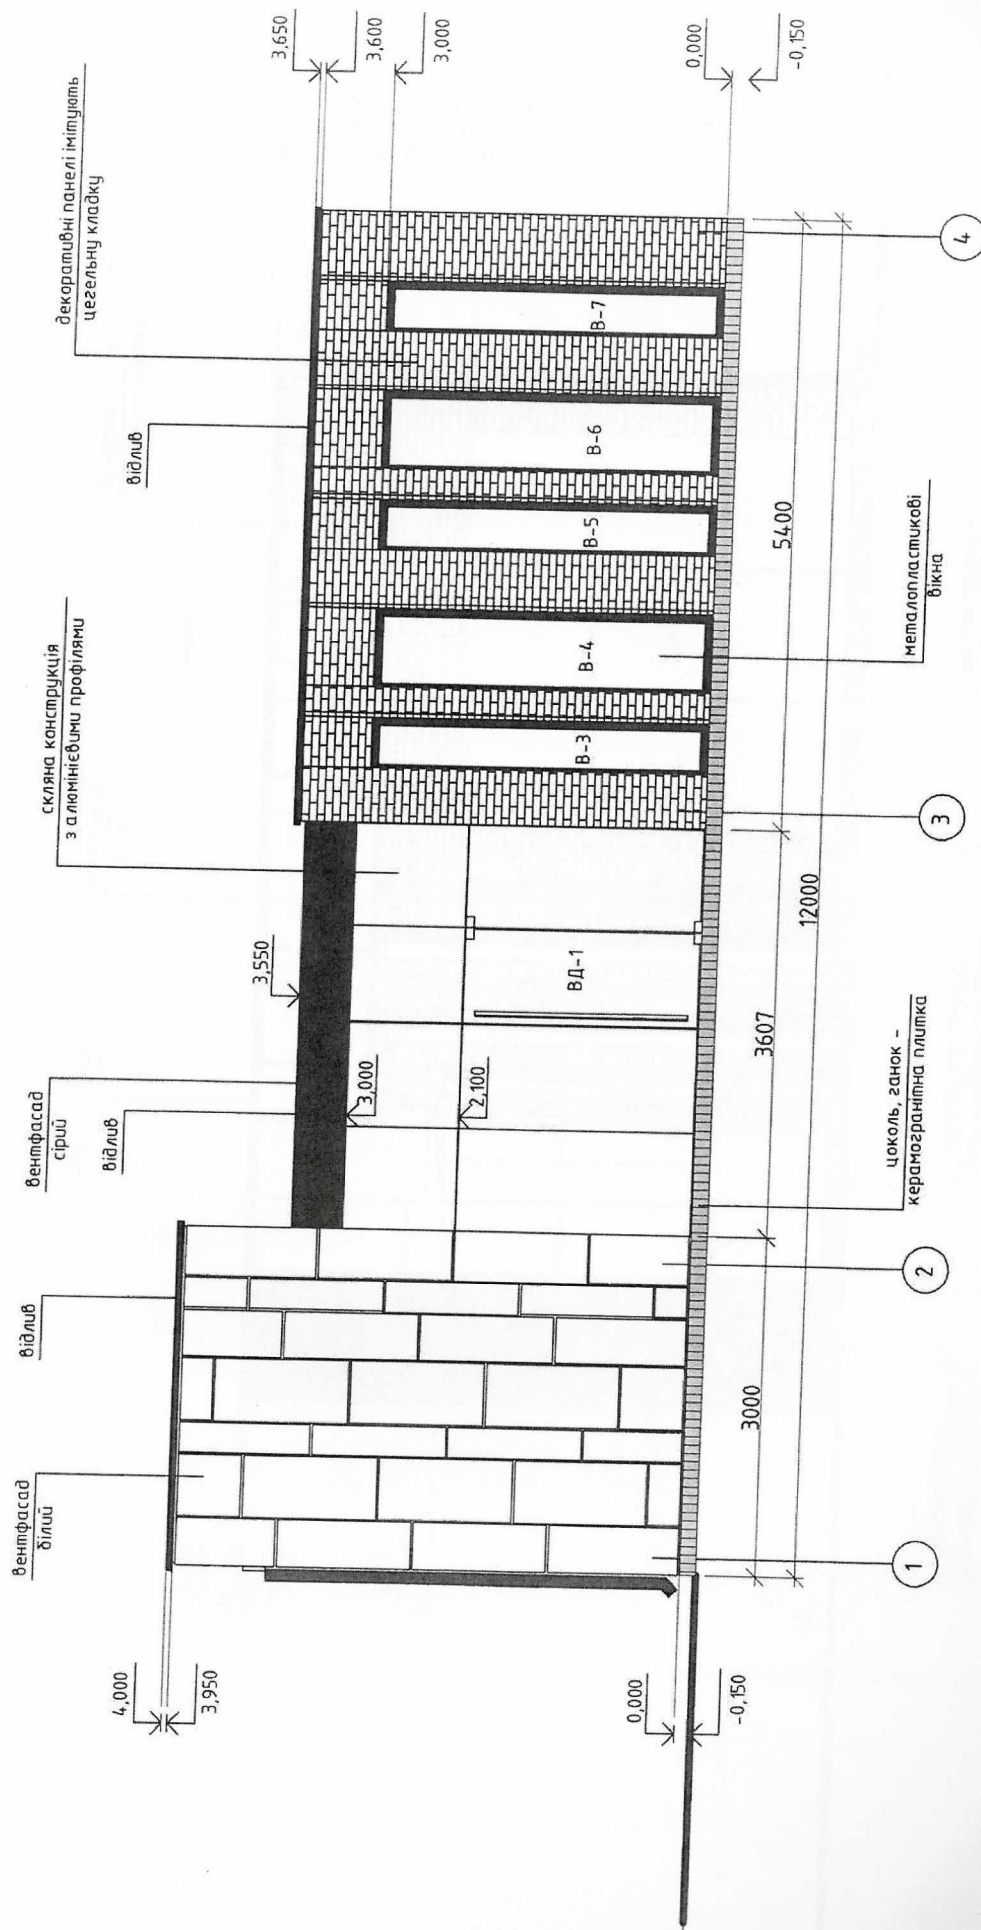 вентфасад
білий
відлив
вентфасад
сірий
відлив
скляна конструкція
з алюмінієвими профілями
відлив
декоративні панелі імітують
цегельну кладку
4,000
3,950
3,550
3,000
2,100
3,650
3,600
3,000
0,000
-0,150
0,000
-0,150
ВД-1
В-3
В-4
В-5
В-6
В-7
цоколь, ганок -
керамогранітна плитка
металопластикові
вікна
3000
3607
5400
12000
1
2
3
4